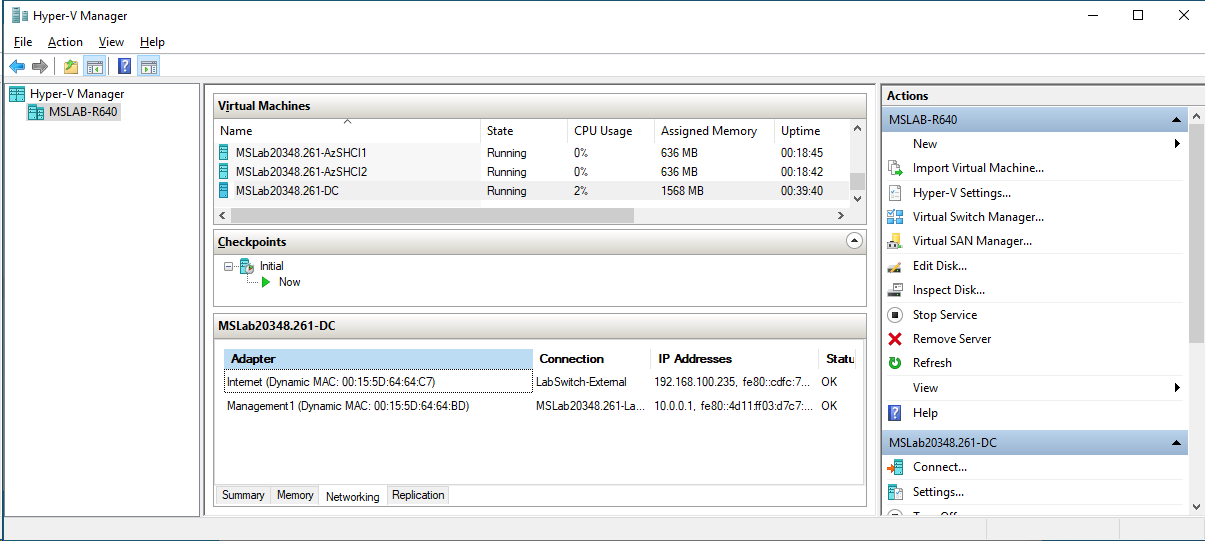 Hyper-V Manager
File Action View Help
Hyper-V Manager
MSLAB-R640
Virtual Machines
Name State CPU Usage Assigned Memory Uptime
MSLab20348.261-AzSHCI1 Running 0% 636 MB 00:18:45
MSLab20348.261-AzSHCI2 Running 0% 636 MB 00:18:42
MSLab20348.261-DC Running 2% 1568 MB 00:39:40
Checkpoints
Initial
Now
MSLab20348.261-DC
Adapter Connection IP Addresses Statu
Internet (Dynamic MAC: 00:15:5D:64:64:C7) LabSwitch-External 192.168.100.235, fe80::cdfc:7... OK
Management1 (Dynamic MAC: 00:15:5D:64:64:BD) MSLab20348.261-La... 10.0.0.1, fe80::4d11:ff03:d7c7:... OK
Summary Memory Networking Replication
Actions
MSLAB-R640
New
Import Virtual Machine...
Hyper-V Settings...
Virtual Switch Manager...
Virtual SAN Manager...
Edit Disk...
Inspect Disk...
Stop Service
Remove Server
Refresh
View
Help
MSLab20348.261-DC
Connect...
Settings...